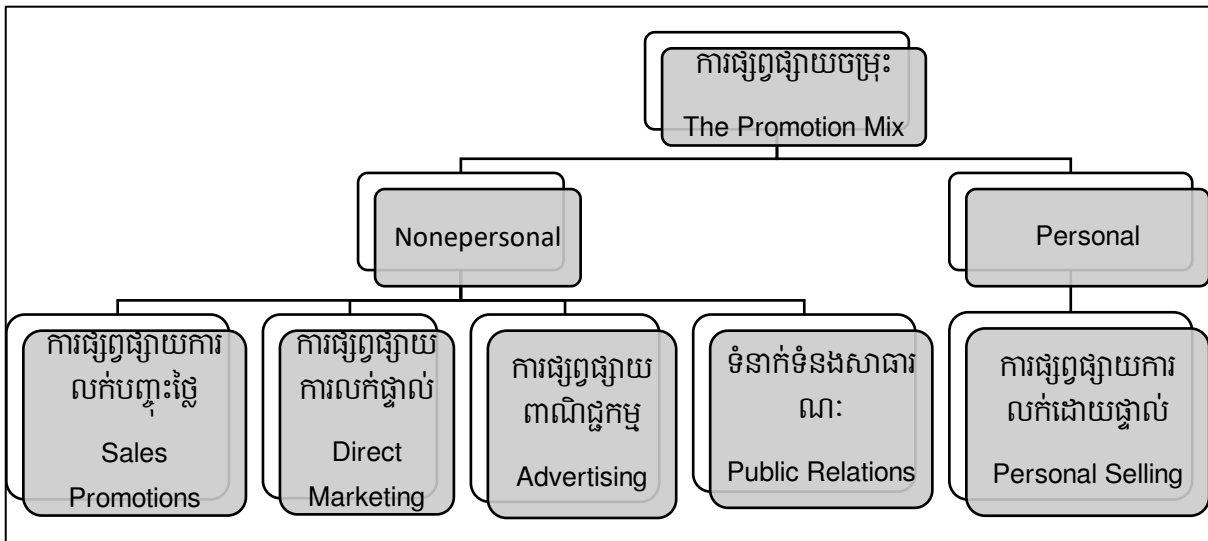 ការផ្សព្វផ្សាយចម្រុះ
The Promotion Mix
Nonepersonal
Personal
ការផ្សព្វផ្សាយការ
លក់បញ្ចុះថ្លៃ
Sales
Promotions
ការផ្សព្វផ្សាយ
ការលក់ផ្ទាល់
Direct
Marketing
ការផ្សព្វផ្សាយ
ពាណិជ្ជកម្ម
Advertising
ទំនាក់ទំនងសាធារ
ណៈ
Public Relations
ការផ្សព្វផ្សាយការ
លក់ដោយផ្ទាល់
Personal Selling